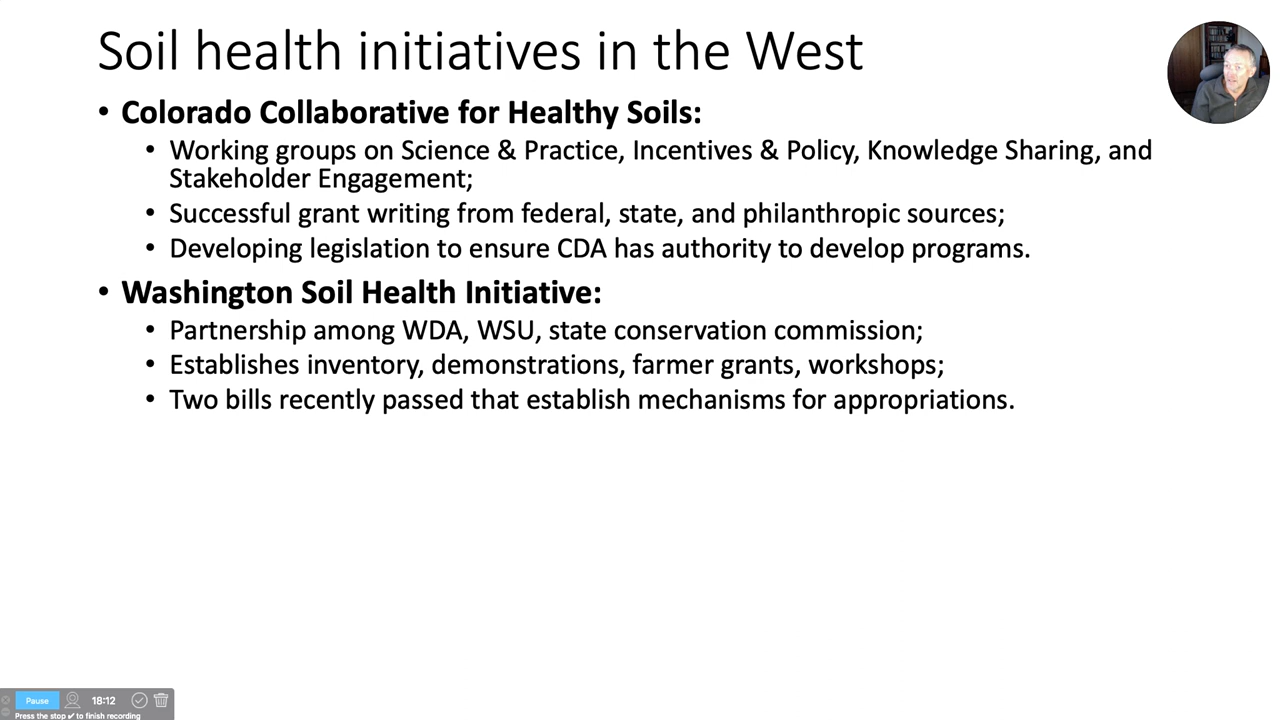 Soil health initiatives in the West
• Colorado Collaborative for Healthy Soils:
• Working groups on Science & Practice, Incentives & Policy, Knowledge Sharing, and
Stakeholder Engagement;
• Successful grant writing from federal, state, and philanthropic sources;
• Developing legislation to ensure CDA has authority to develop programs.
• Washington Soil Health Initiative:
• Partnership among WDA, WSU, state conservation commission;
• Establishes inventory, demonstrations, farmer grants, workshops;
• Two bills recently passed that establish mechanisms for appropriations.
Pause 18:12
Press the stop ✔ to finish recording